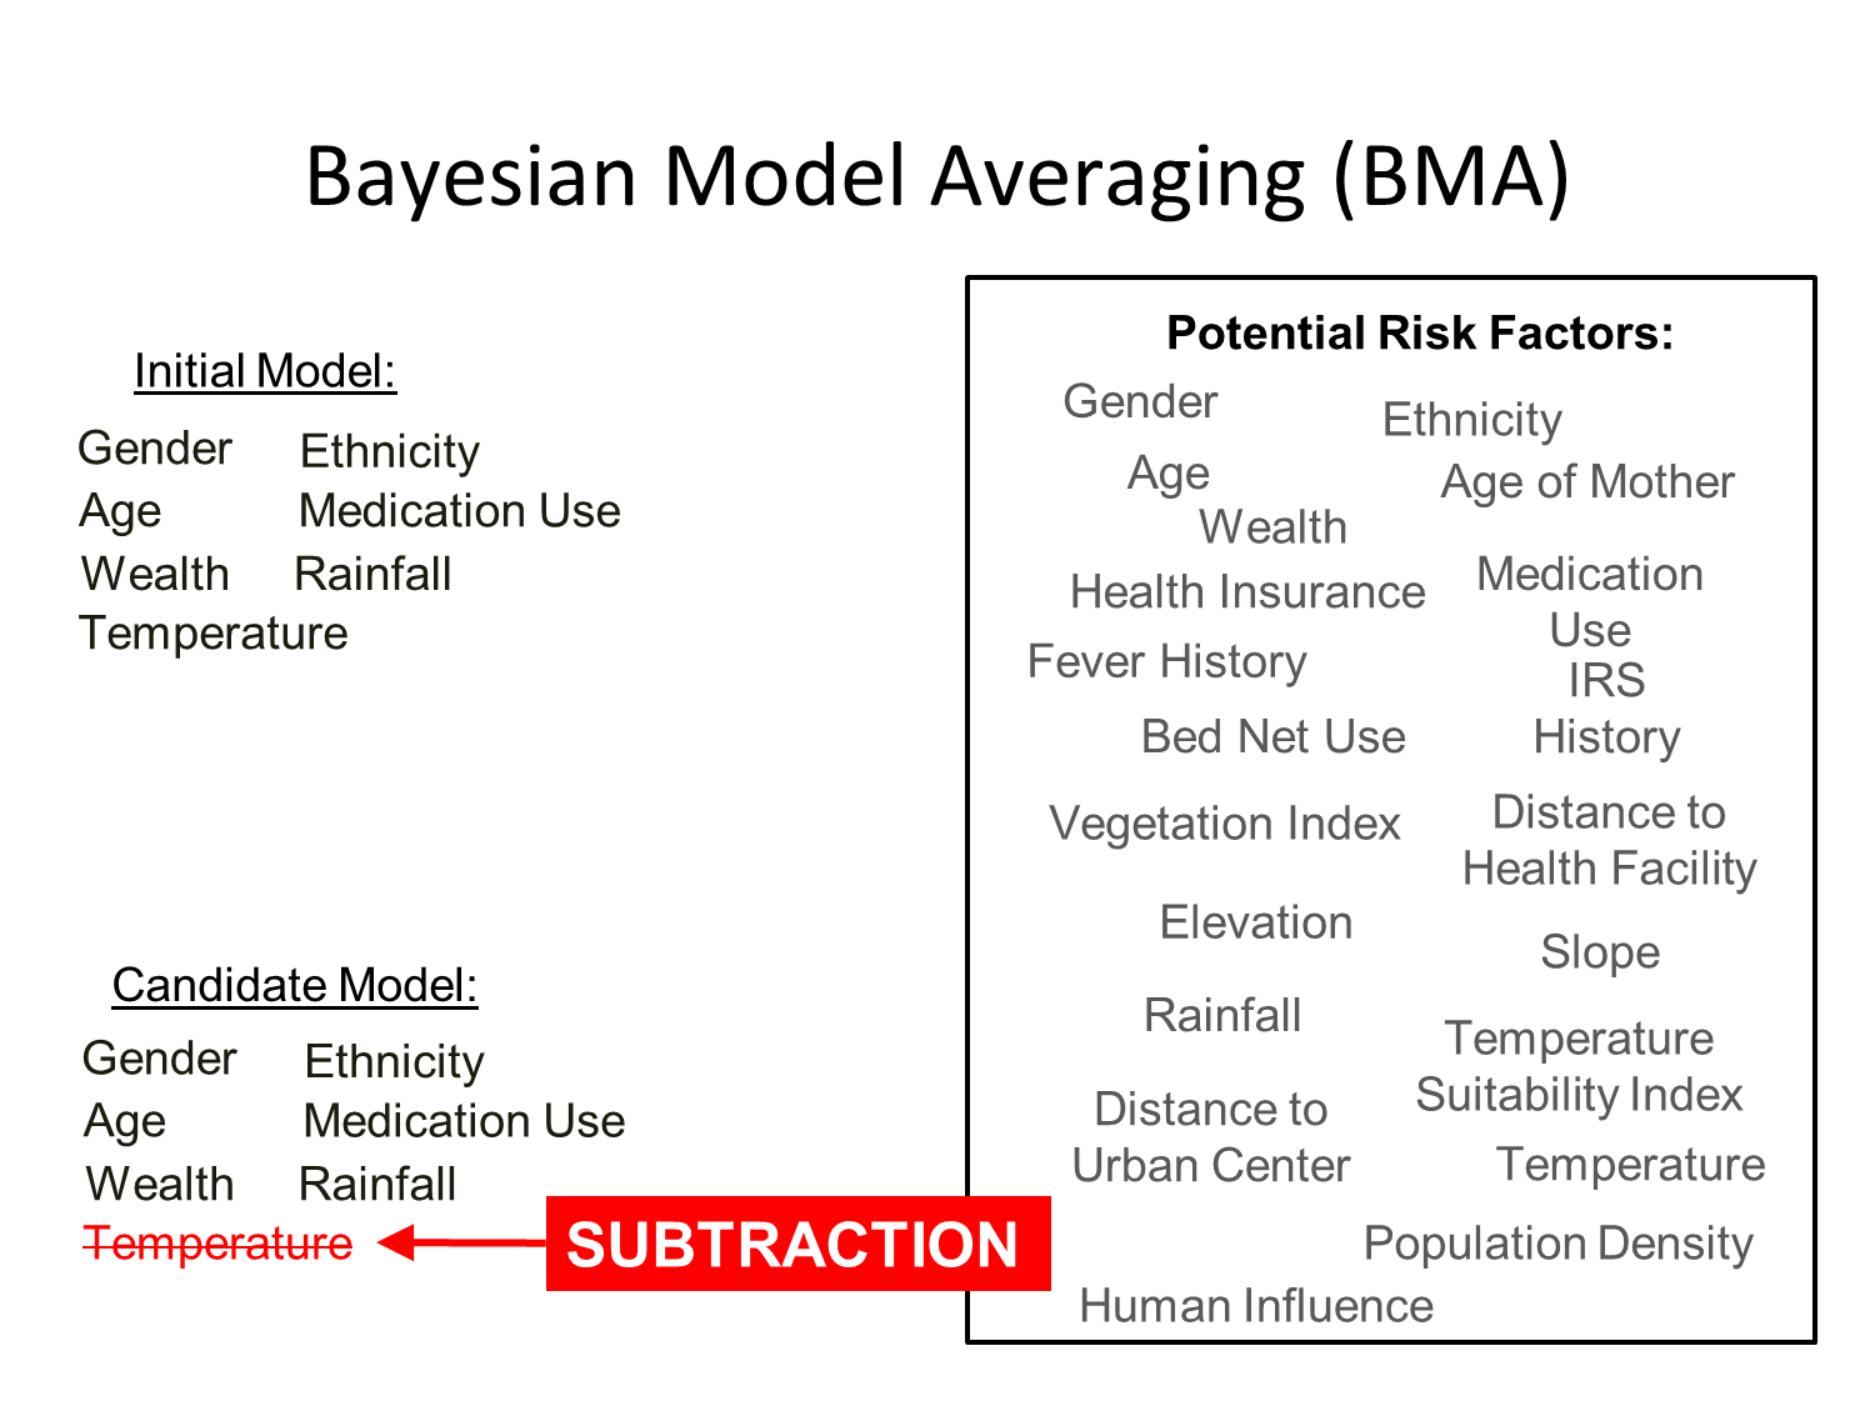 Bayesian Model Averaging (BMA)
Initial Model:
Gender Ethnicity
Age Medication Use
Wealth Rainfall
Temperature
Candidate Model:
Gender Ethnicity
Age Medication Use
Wealth Rainfall
Temperature
SUBTRACTION
Potential Risk Factors:
Gender
Ethnicity
Age
Age of Mother
Wealth
Health Insurance
Medication
Use
Fever History
IRS
History
Bed Net Use
Vegetation Index
Distance to
Health Facility
Elevation
Slope
Rainfall
Temperature
Suitability Index
Distance to
Urban Center
Temperature
Population Density
Human Influence